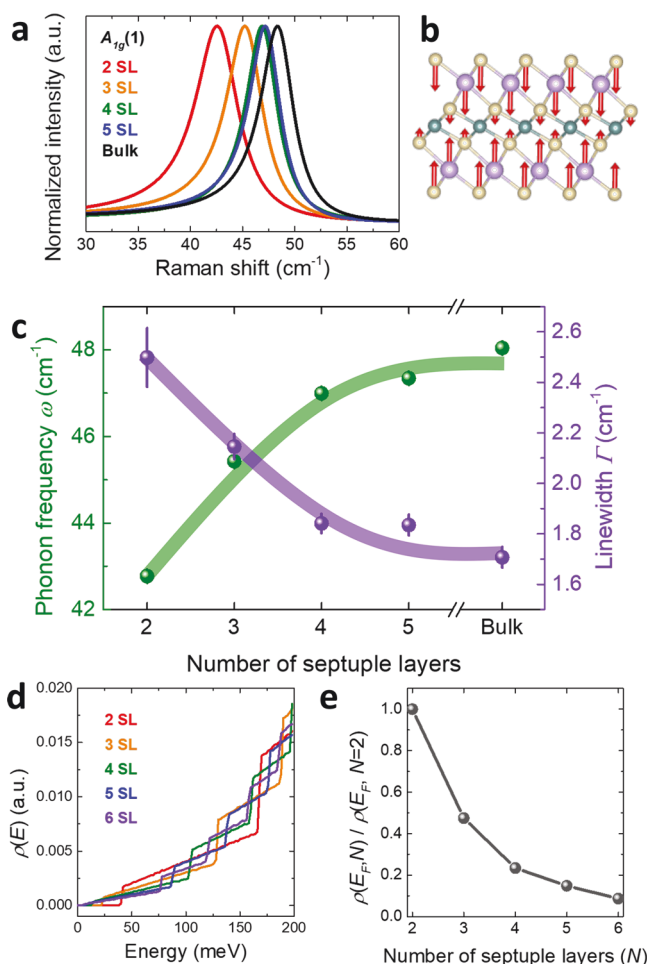 a
b
Normalized intensity (a.u.)
A1g(1)
2 SL
3 SL
4 SL
5 SL
Bulk
30 35 40 45 50 55 60
Raman shift (cm-1)
c
Phonon frequency ω (cm-1)
48
46
44
42
2.6
2.4
2.2
2.0
1.8
1.6
Linewidth Γ (cm-1)
2 3 4 5 Bulk
Number of septuple layers
d
ρ(E) (a.u.)
0.020
0.015
0.010
0.005
0.000
2 SL
3 SL
4 SL
5 SL
6 SL
0 50 100 150 200
Energy (meV)
e
ρ(EF,N) / ρ(EF, N=2)
1.0
0.8
0.6
0.4
0.2
0.0
2 3 4 5 6
Number of septuple layers (N)